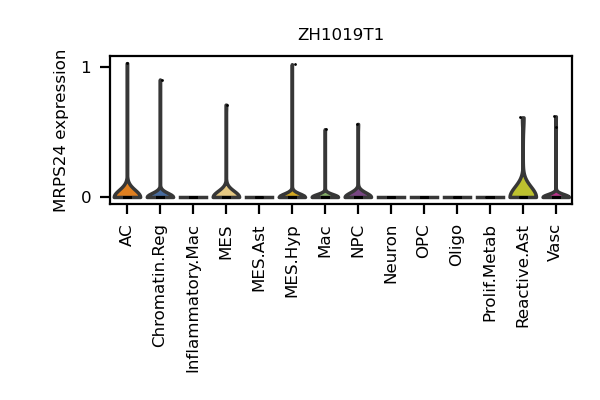 ZH1019T1
MRPS24 expression
1
0
AC
Chromatin.Reg
Inflammatory.Mac
MES
MES.Ast
MES.Hyp
Mac
NPC
Neuron
OPC
Oligo
Prolif.Metab
Reactive.Ast
Vasc